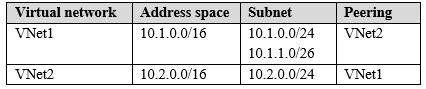 Virtual network Address space Subnet Peering
VNet1 10.1.0.0/16 10.1.0.0/24 VNet2
10.1.1.0/26
VNet2 10.2.0.0/16 10.2.0.0/24 VNet1